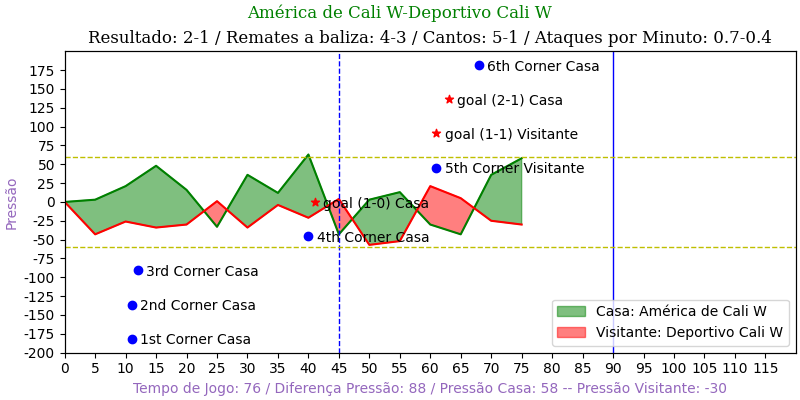 América de Cali W-Deportivo Cali W
Resultado: 2-1 / Remates a baliza: 4-3 / Cantos: 5-1 / Ataques por Minuto: 0.7-0.4
Pressão
175
150
125
100
75
50
25
0
-25
-50
-75
-100
-125
-150
-175
-200
6th Corner Casa
goal (2-1) Casa
goal (1-1) Visitante
5th Corner Visitante
goal (1-0) Casa
4th Corner Casa
3rd Corner Casa
2nd Corner Casa
1st Corner Casa
Casa: América de Cali W
Visitante: Deportivo Cali W
0 5 10 15 20 25 30 35 40 45 50 55 60 65 70 75 80 85 90 95 100 105 110 115
Tempo de Jogo: 76 / Diferença Pressão: 88 / Pressão Casa: 58 -- Pressão Visitante: -30